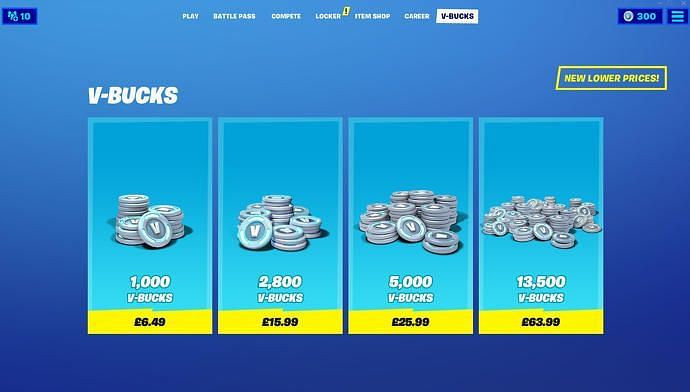 10
PLAY BATTLE PASS COMPETE LOCKER ! ITEM SHOP CAREER V-BUCKS
300
NEW LOWER PRICES!
V-BUCKS
1,000
V-BUCKS
£6.49
2,800
V-BUCKS
£15.99
5,000
V-BUCKS
£25.99
13,500
V-BUCKS
£63.99